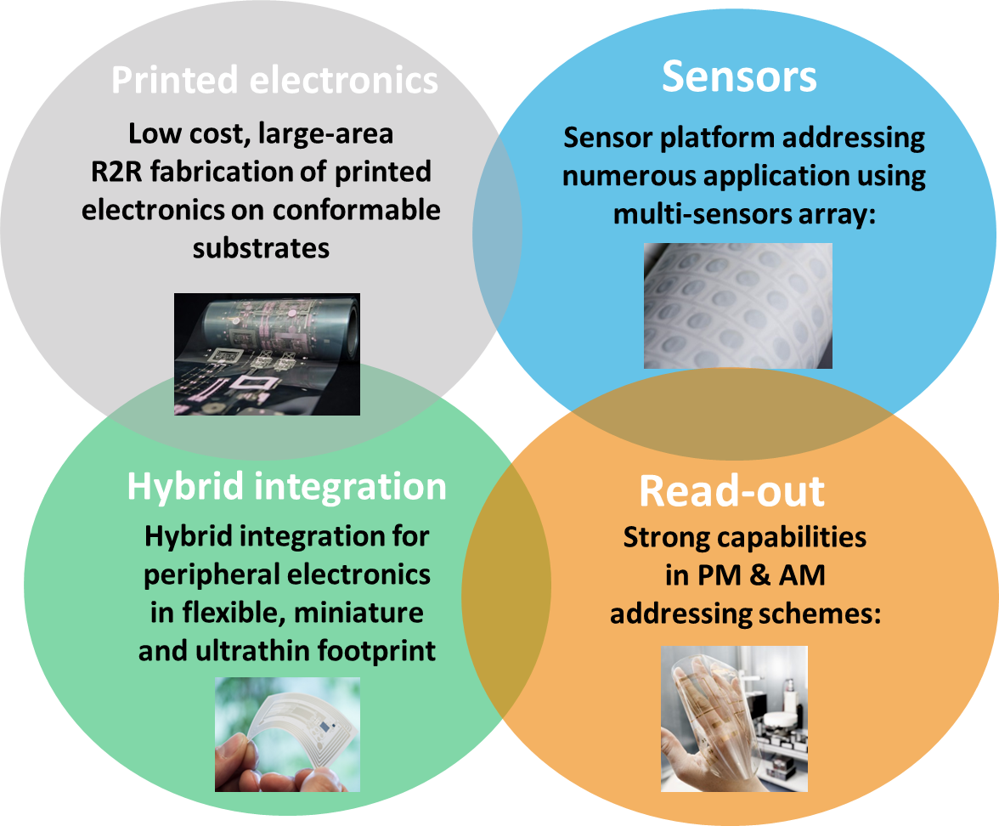 Printed electronics
Low cost, large-area
R2R fabrication of printed
electronics on conformable
substrates
Sensors
Sensor platform addressing
numerous application using
multi-sensors array:
Hybrid integration
Hybrid integration for
peripheral electronics
in flexible, miniature
and ultrathin footprint
Read-out
Strong capabilities
in PM & AM
addressing schemes: